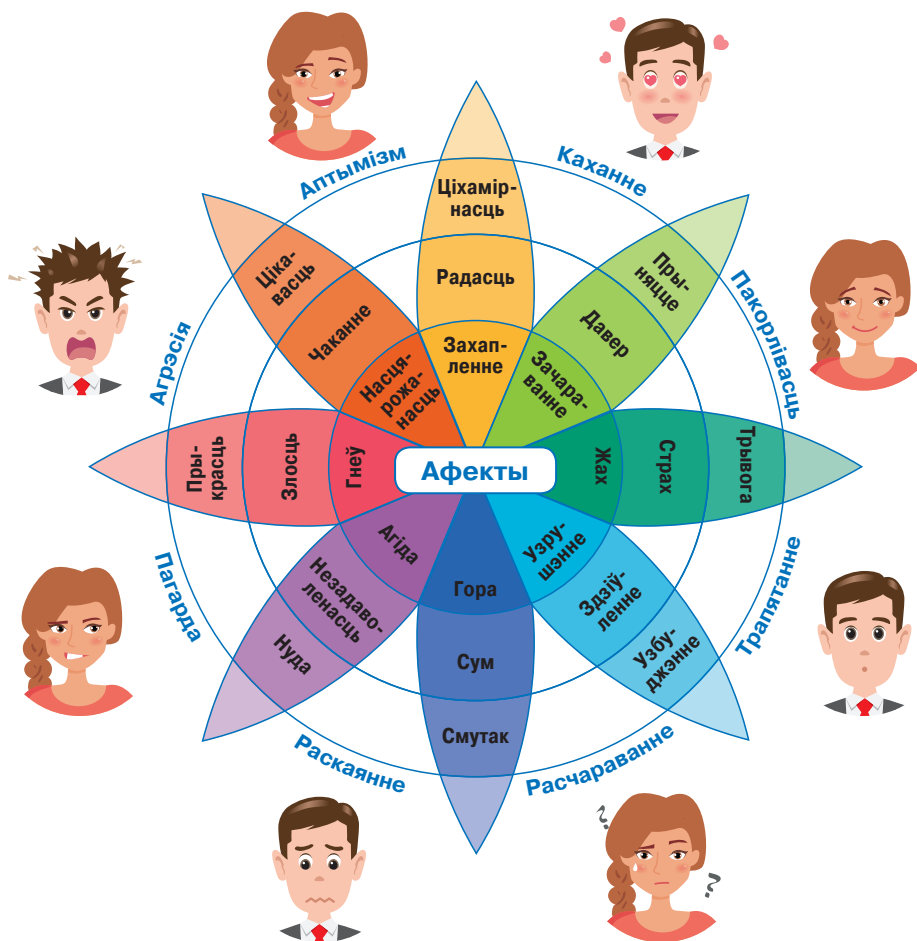 Аптымізм
Каханне
Ціхамір-
насць
Радасць
Захап-
ленне
Пры-
няцце
Давер
Зачара-
ванне
Пакорлівасць
Трывога
Страх
Жах
Трапятанне
Узру-
шэнне
Здзіў-
ленне
Узбу-
джэнне
Расчараванне
Гора
Сум
Смутак
Раскаянне
Агіда
Незадаво-
ленасць
Нуда
Пагарда
Гнеў
Злосць
Пры-
красць
Агрэсія
Ціка-
васць
Чаканне
Насця-
рожа-
насць
Афекты
?
?